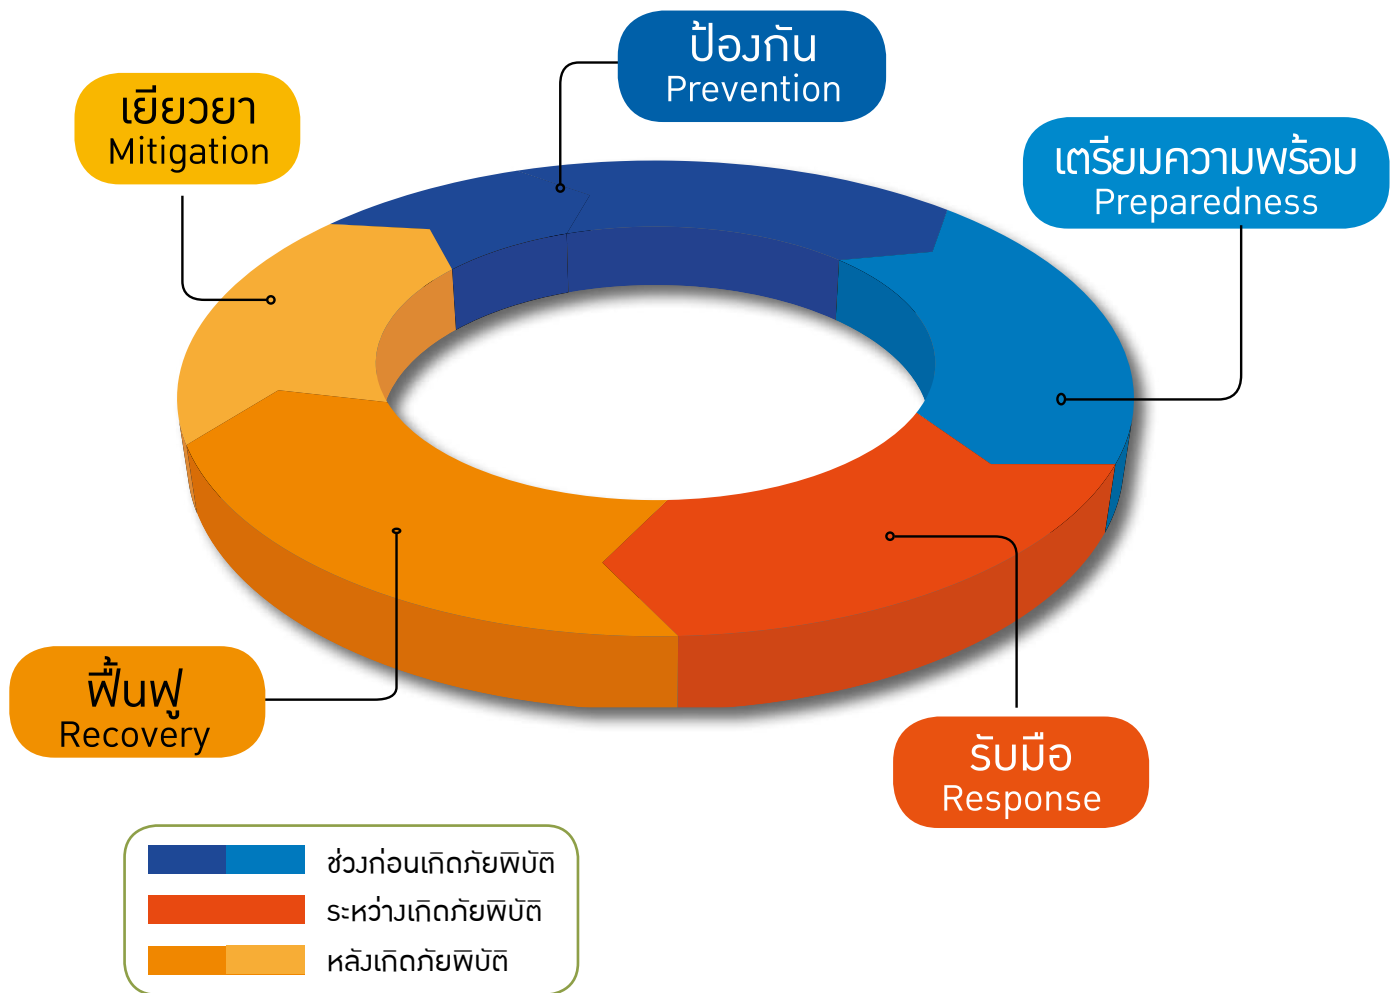 ป้องกัน
Prevention
เยียวยา
Mitigation
เตรียมความพร้อม
Preparedness
ฟื้นฟู
Recovery
รับมือ
Response
ช่วงก่อนเกิดภัยพิบัติ
ระหว่างเกิดภัยพิบัติ
หลังเกิดภัยพิบัติ